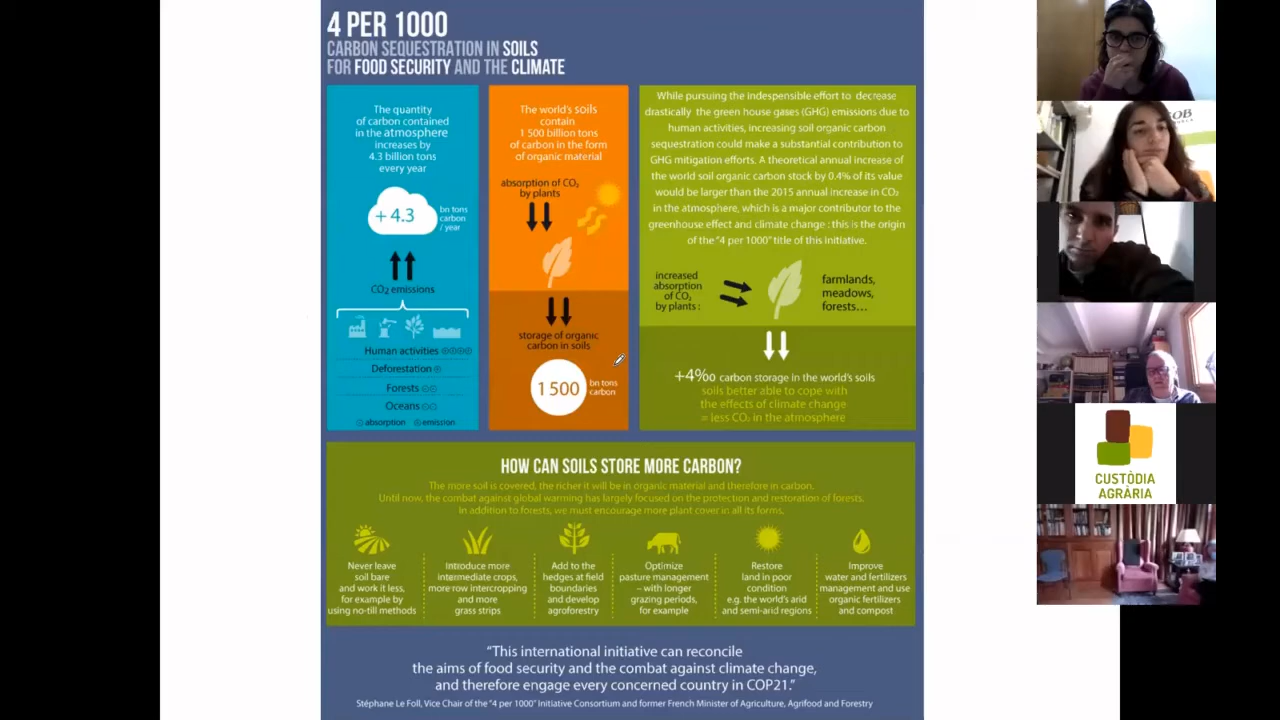 4 PER 1000
CARBON SEQUESTRATION IN SOILS
FOR FOOD SECURITY AND THE CLIMATE
The quantity
of carbon contained
in the atmosphere
increases by
4.3 billion tons
every year
+ 4.3
bn tons
carbon
/ year
CO₂ emissions
Human activities
Deforestation
Forests
Oceans
absorption
emission
The world's soils
contain
1 500 billion tons
of carbon in the form
of organic material
absorption of CO₂
by plants
storage of organic
carbon in soils
1 500
bn tons
carbon
While pursuing the indespensible effort to decrease
drastically the green house gases (GHG) emissions due to
human activities, increasing soil organic carbon
sequestration could make a substantial contribution to
GHG mitigation efforts. A theoretical annual increase of
the world soil organic carbon stock by 0.4% of its value
would be larger than the 2015 annual increase in CO₂
in the atmosphere, which is a major contributor to the
greenhouse effect and climate change : this is the origin
of the "4 per 1000" title of this initiative.
increased
absorption
of CO₂
by plants :
farmlands,
meadows,
forests...
+4‰ carbon storage in the world's soils
soils better able to cope with
the effects of climate change
= less CO₂ in the atmosphere
HOW CAN SOILS STORE MORE CARBON?
The more soil is covered, the richer it will be in organic material and therefore in carbon.
Until now, the combat against global warming has largely focused on the protection and restoration of forests.
In addition to forests, we must encourage more plant cover in all its forms.
Never leave
soil bare
and work it less,
for example by
using no-till methods
Introduce more
intermediate crops,
more row intercropping
and more
grass strips
Add to the
hedges at field
boundaries
and develop
agroforestry
Optimize
pasture management
– with longer
grazing periods,
for example
Restore
land in poor
condition
e.g. the world's arid
and semi-arid regions
Improve
water and fertilizers
management and use
organic fertilizers
and compost
"This international initiative can reconcile
the aims of food security and the combat against climate change,
and therefore engage every concerned country in COP21."
Stéphane Le Foll, Vice Chair of the "4 per 1000" Initiative Consortium and former French Minister of Agriculture, Agrifood and Forestry
CUSTÒDIA
AGRÀRIA